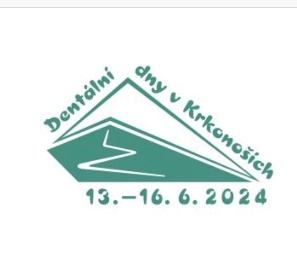 Dentální dny v Krkonoších
13.–16. 6. 2024